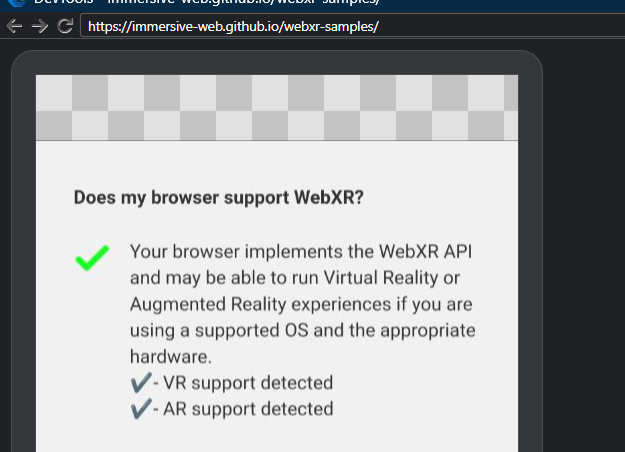 DevTools - immersive-web.github.io/webxr-samples/
https://immersive-web.github.io/webxr-samples/
Does my browser support WebXR?
Your browser implements the WebXR API
and may be able to run Virtual Reality or
Augmented Reality experiences if you are
using a supported OS and the appropriate
hardware.
✔️- VR support detected
✔️- AR support detected